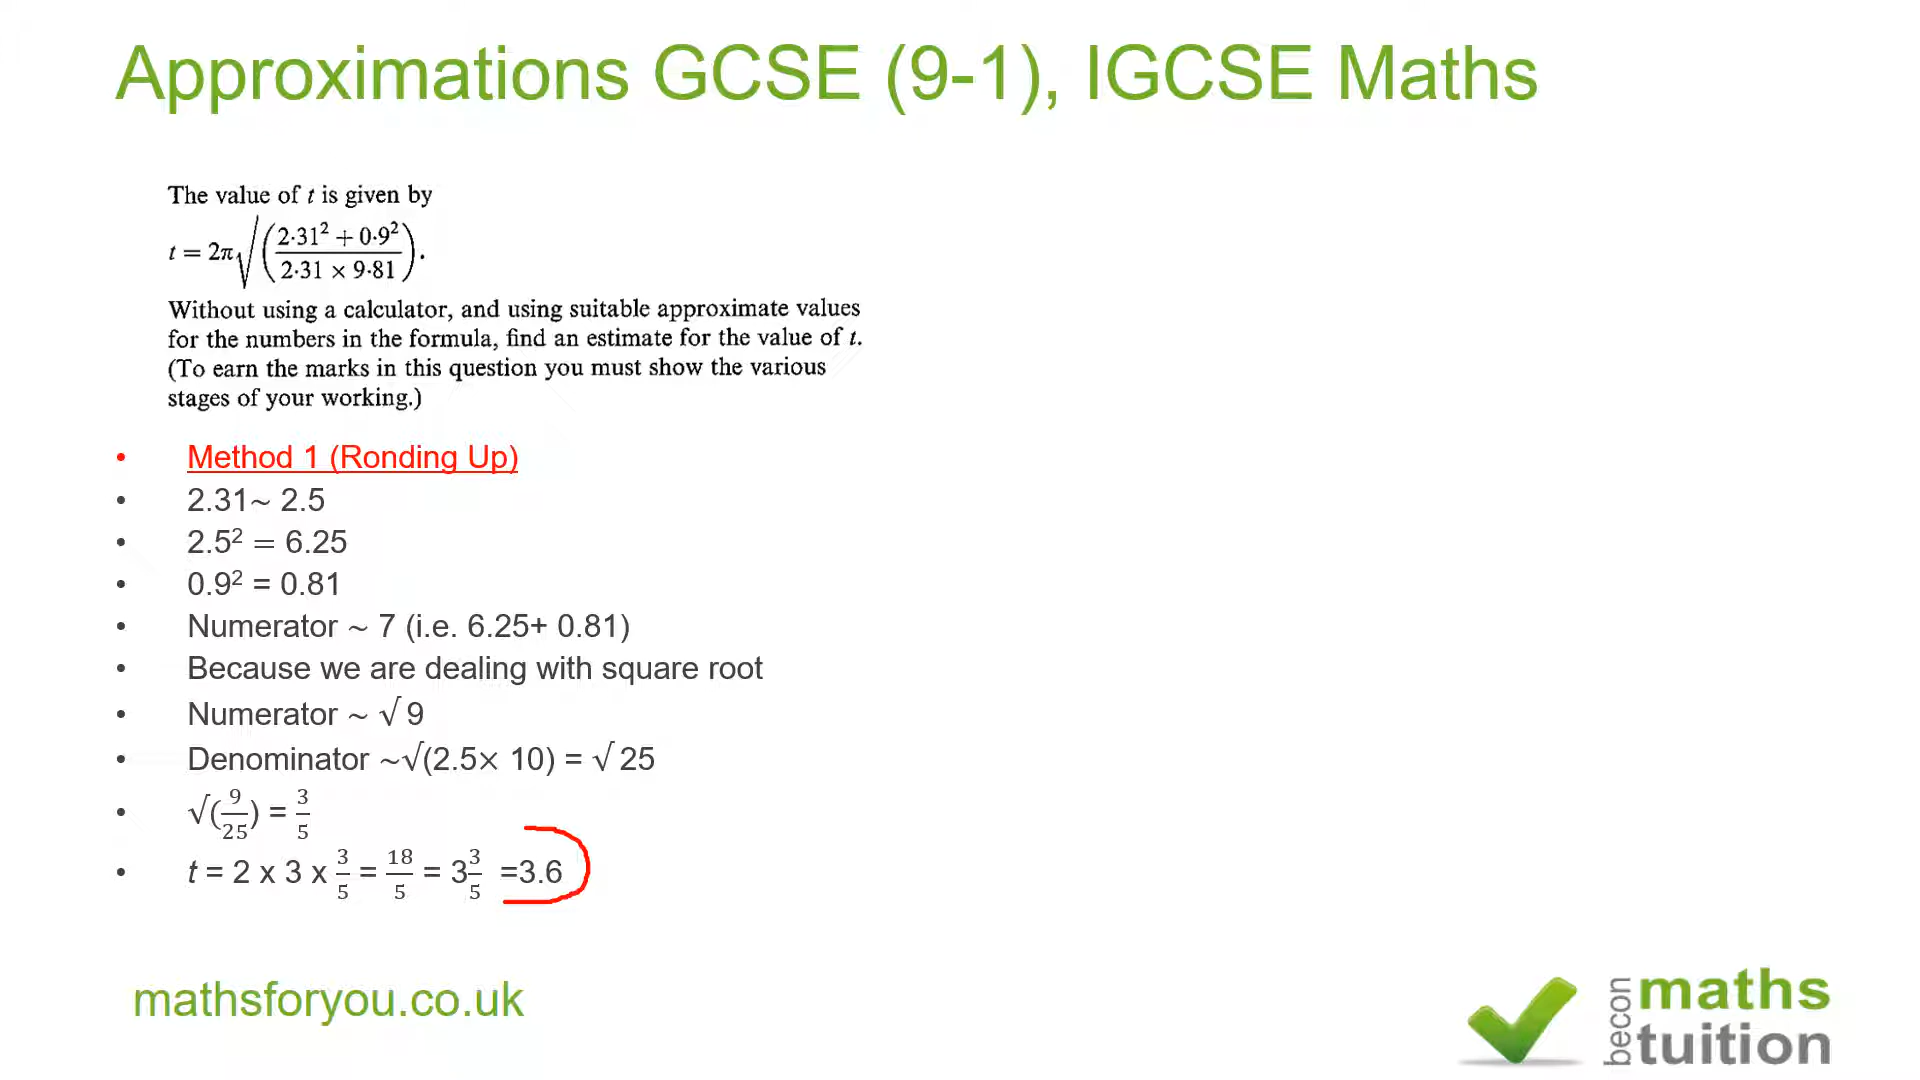 Approximations GCSE (9-1), IGCSE Maths
The value of t is given by
t = 2π√((2·31² + 0·9²)/(2·31 × 9·81)).
Without using a calculator, and using suitable approximate values
for the numbers in the formula, find an estimate for the value of t.
(To earn the marks in this question you must show the various
stages of your working.)
• Method 1 (Ronding Up)
• 2.31~ 2.5
• 2.5² = 6.25
• 0.9² = 0.81
• Numerator ~ 7 (i.e. 6.25+ 0.81)
• Because we are dealing with square root
• Numerator ~ √ 9
• Denominator ~√(2.5× 10) = √ 25
• √(9/25) = 3/5
• t = 2 x 3 x 3/5 = 18/5 = 3 3/5 =3.6
mathsforyou.co.uk
becon maths
tuition